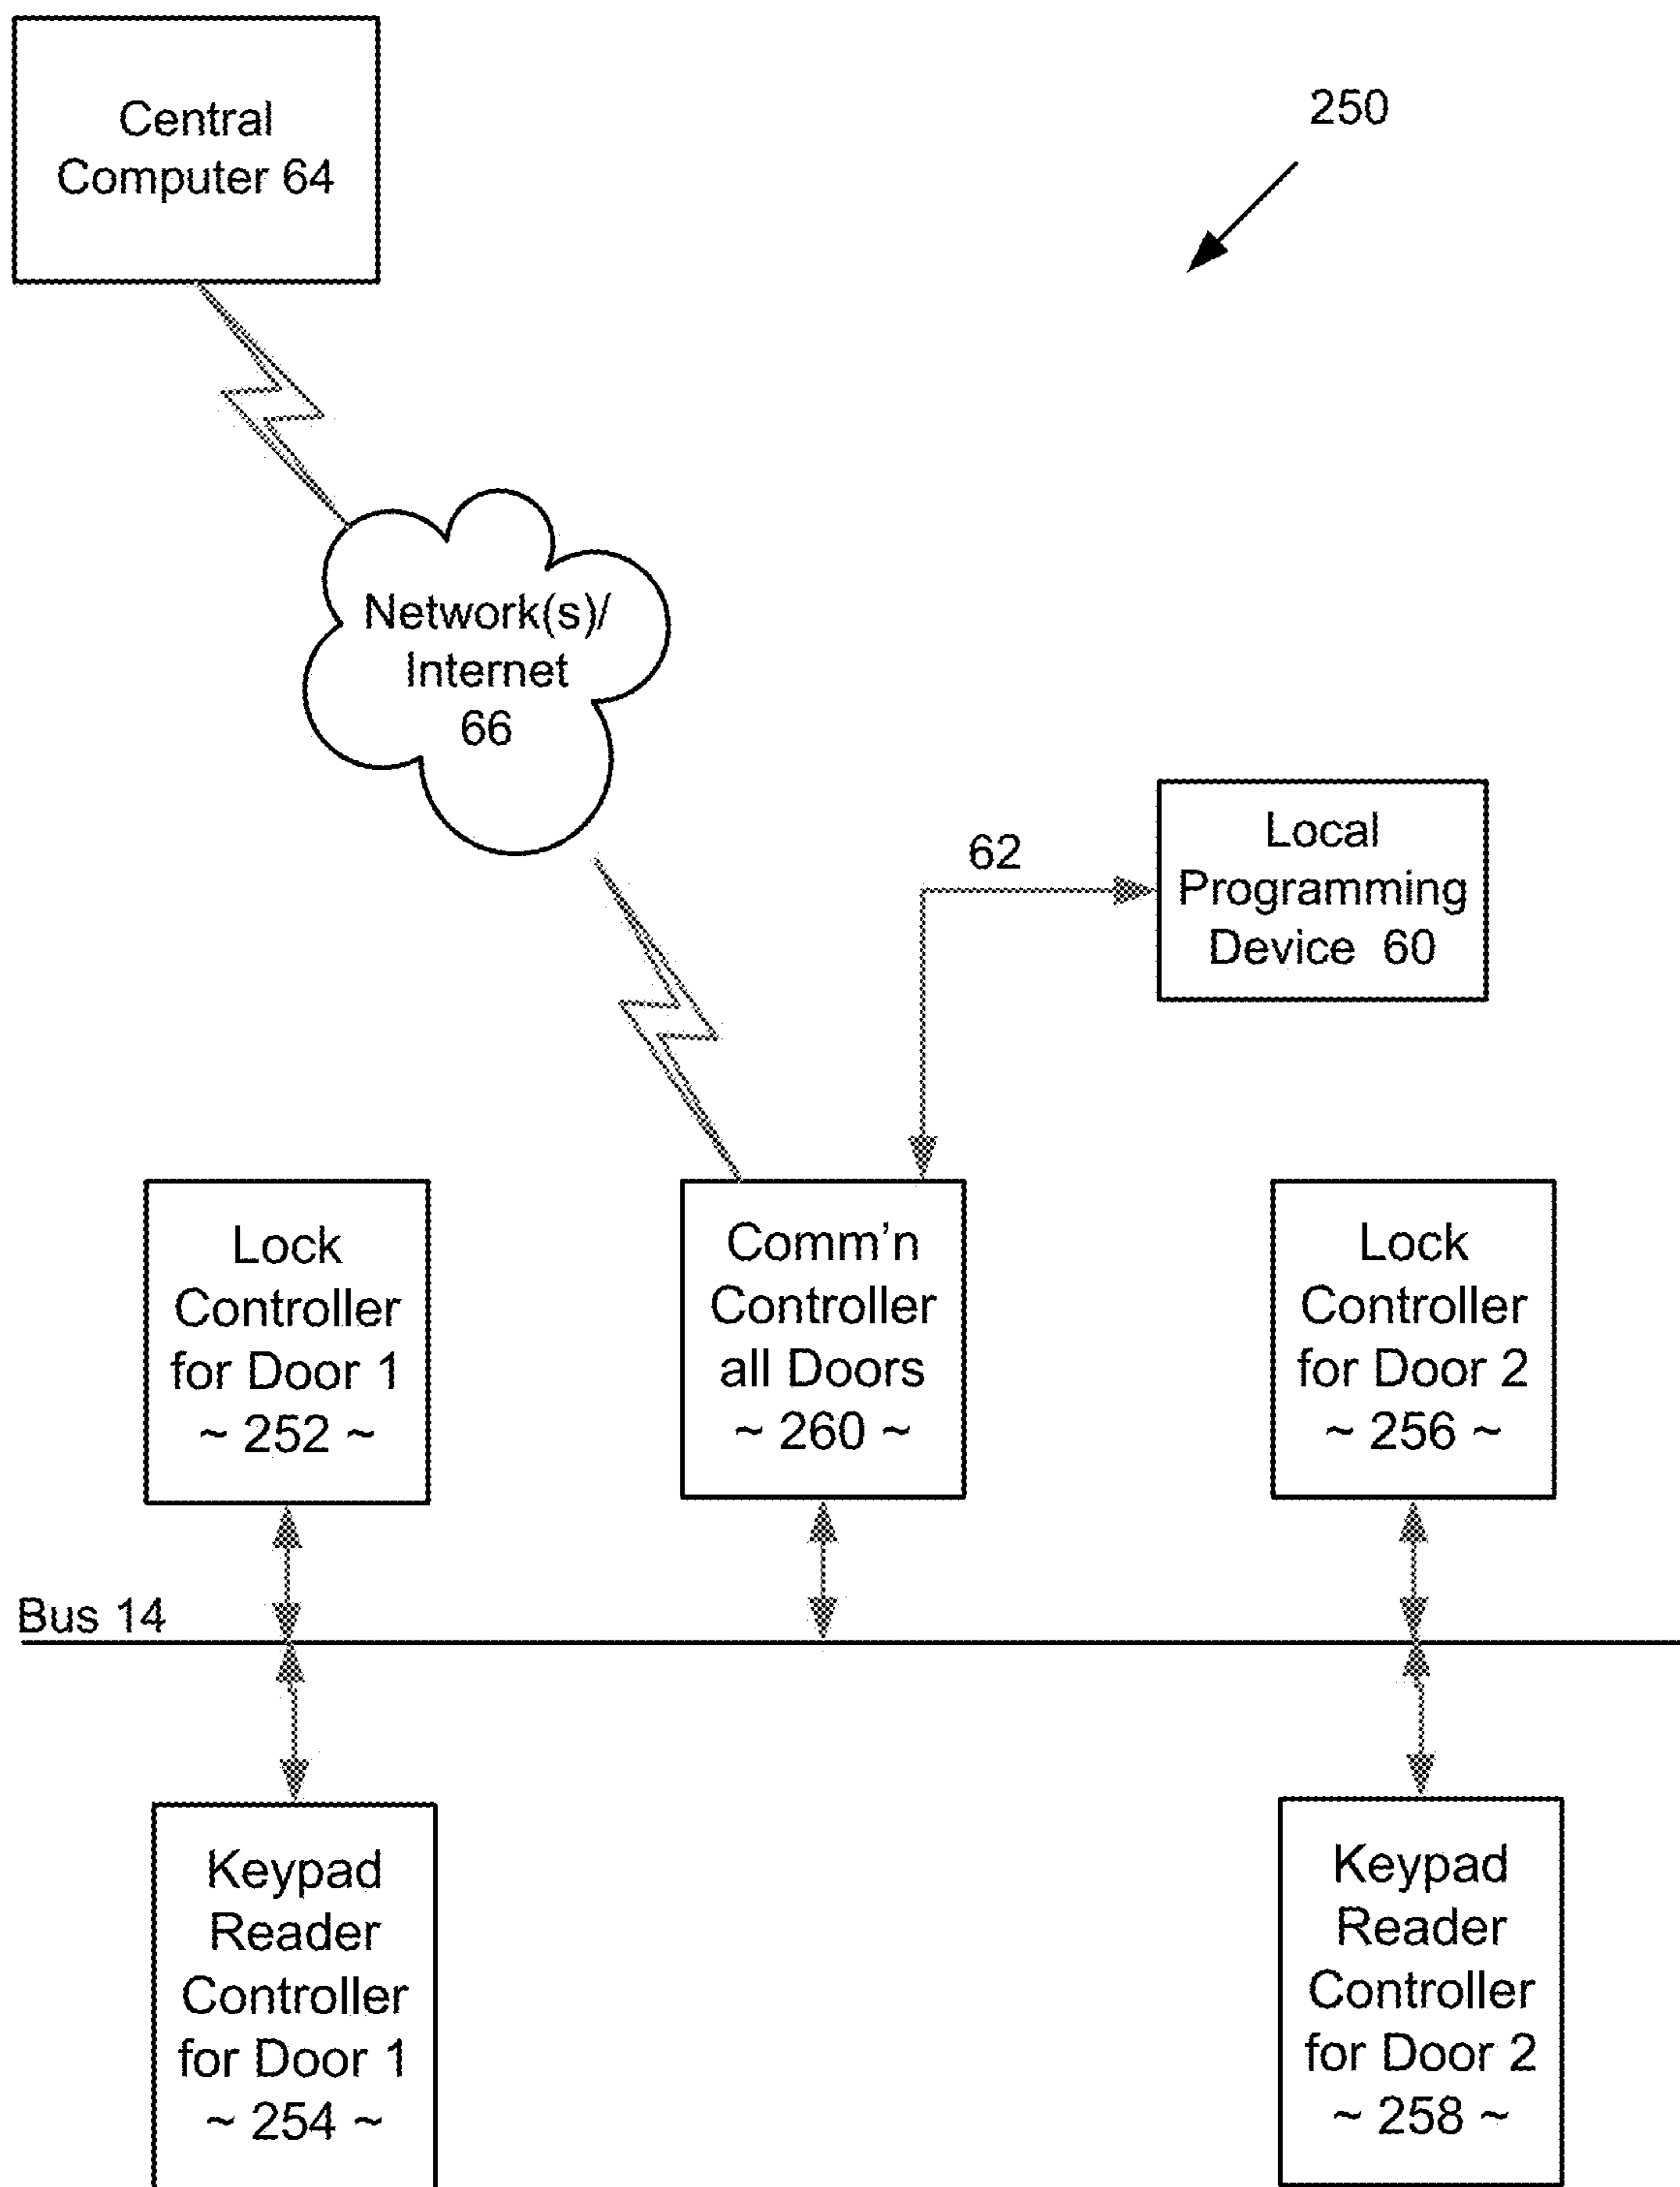 Central
Computer 64
250
Network(s)/
Internet
66
62
Local
Programming
Device 60
Lock
Controller
for Door 1
~ 252 ~
Comm'n
Controller
all Doors
~ 260 ~
Lock
Controller
for Door 2
~ 256 ~
Bus 14
Keypad
Reader
Controller
for Door 1
~ 254 ~
Keypad
Reader
Controller
for Door 2
~ 258 ~